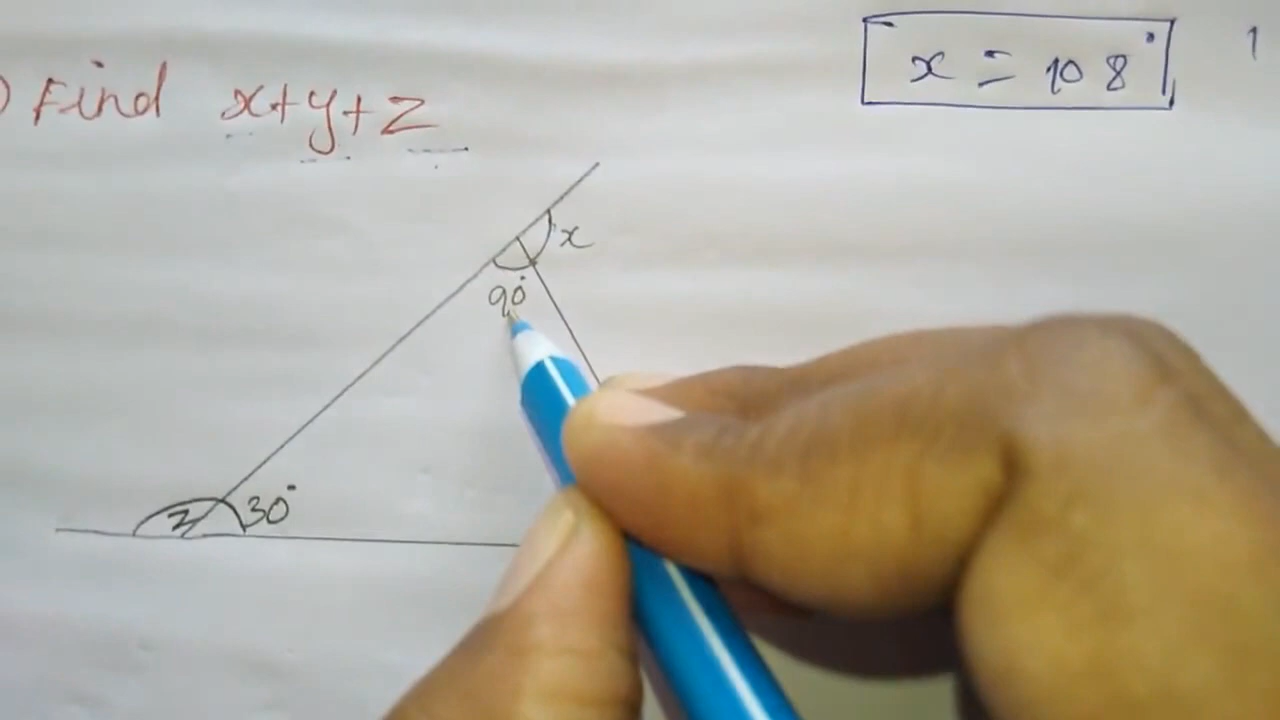 ) Find x+y+z
x = 108°
1
x
90°
z 30°